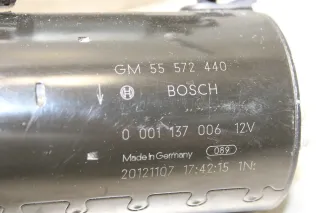 GM 55 572 440
BOSCH
0 001 137 006 12V
Made in Germany 089
20121107 17:42:15 1N;